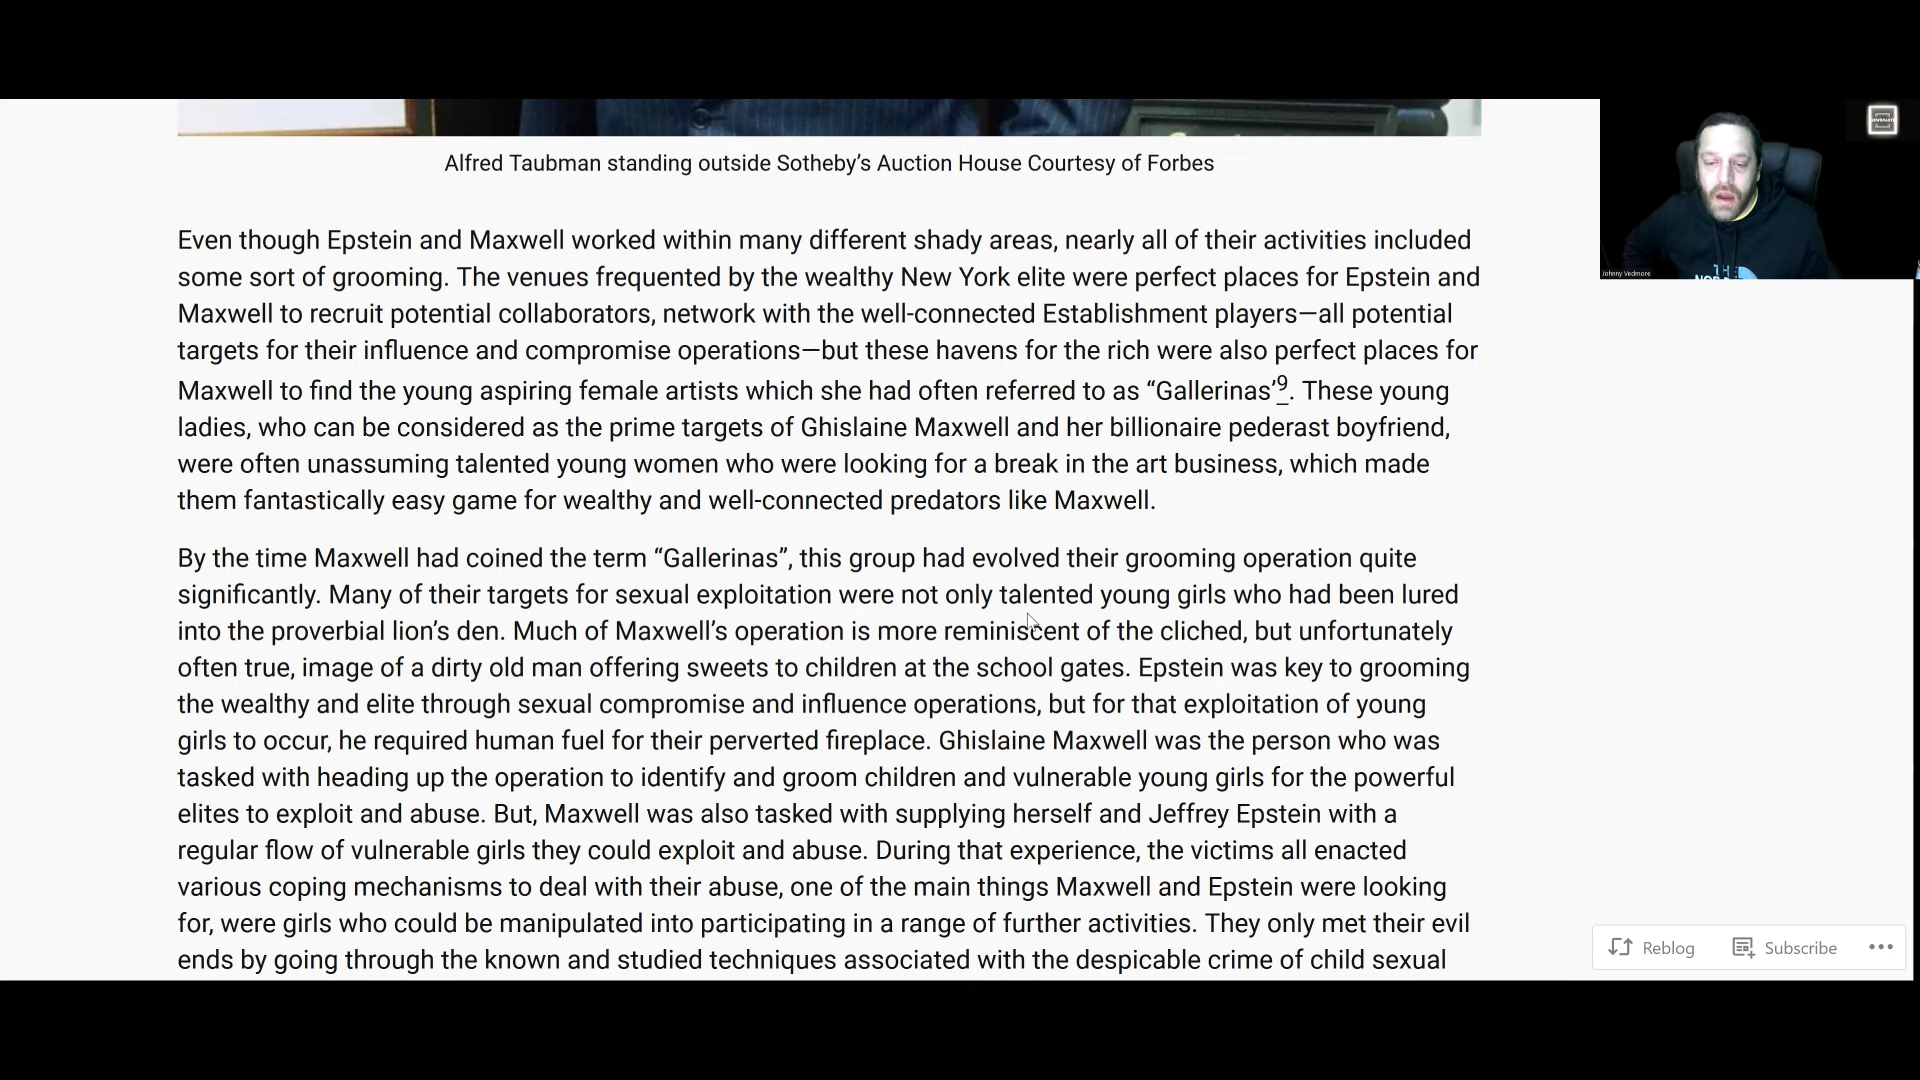 Alfred Taubman standing outside Sotheby’s Auction House Courtesy of Forbes
Even though Epstein and Maxwell worked within many different shady areas, nearly all of their activities included
some sort of grooming. The venues frequented by the wealthy New York elite were perfect places for Epstein and
Maxwell to recruit potential collaborators, network with the well-connected Establishment players—all potential
targets for their influence and compromise operations—but these havens for the rich were also perfect places for
Maxwell to find the young aspiring female artists which she had often referred to as “Gallerinas’9. These young
ladies, who can be considered as the prime targets of Ghislaine Maxwell and her billionaire pederast boyfriend,
were often unassuming talented young women who were looking for a break in the art business, which made
them fantastically easy game for wealthy and well-connected predators like Maxwell.
By the time Maxwell had coined the term “Gallerinas”, this group had evolved their grooming operation quite
significantly. Many of their targets for sexual exploitation were not only talented young girls who had been lured
into the proverbial lion’s den. Much of Maxwell’s operation is more reminiscent of the cliched, but unfortunately
often true, image of a dirty old man offering sweets to children at the school gates. Epstein was key to grooming
the wealthy and elite through sexual compromise and influence operations, but for that exploitation of young
girls to occur, he required human fuel for their perverted fireplace. Ghislaine Maxwell was the person who was
tasked with heading up the operation to identify and groom children and vulnerable young girls for the powerful
elites to exploit and abuse. But, Maxwell was also tasked with supplying herself and Jeffrey Epstein with a
regular flow of vulnerable girls they could exploit and abuse. During that experience, the victims all enacted
various coping mechanisms to deal with their abuse, one of the main things Maxwell and Epstein were looking
for, were girls who could be manipulated into participating in a range of further activities. They only met their evil
ends by going through the known and studied techniques associated with the despicable crime of child sexual
Johnny Vedmore
THE
Reblog
Subscribe